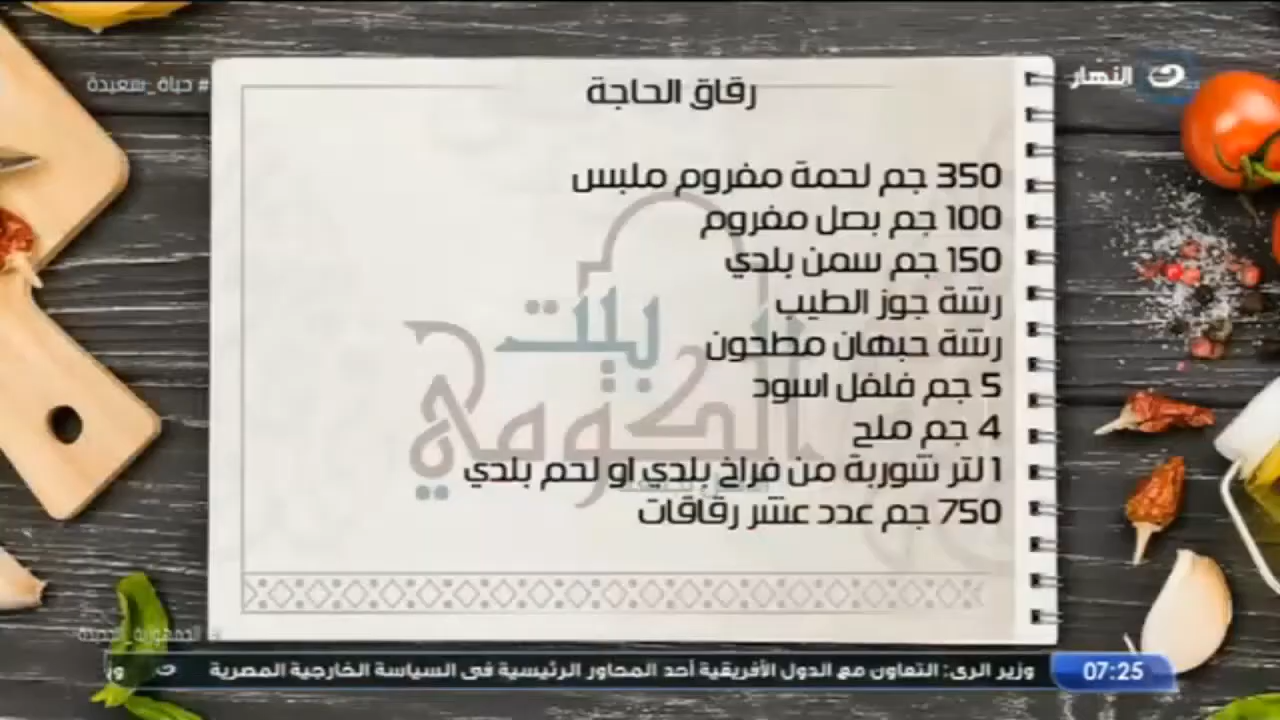 # حياة_سعيدة
النهار
رقاق الحاجة
350 جم لحمة مفروم ملبس
100 جم بصل مفروم
150 جم سمن بلدي
رشة جوز الطيب
رشة حبهان مطحون
5 جم فلفل اسود
4 جم ملح
1 لتر شوربة من فراخ بلدي او لحم بلدي
750 جم عدد عشر رقاقات
بيت
الكومي
# الجمهورية_الجديدة
07:25
وزير الرى: التعاون مع الدول الأفريقية أحد المحاور الرئيسية فى السياسة الخارجية المصرية